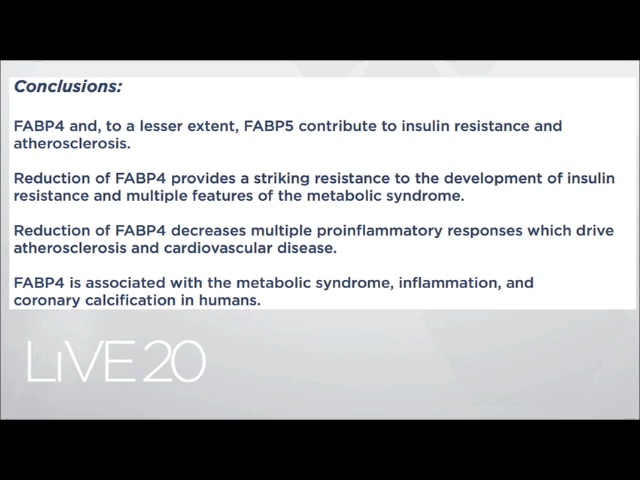 Conclusions:
FABP4 and, to a lesser extent, FABP5 contribute to insulin resistance and
atherosclerosis.
Reduction of FABP4 provides a striking resistance to the development of insulin
resistance and multiple features of the metabolic syndrome.
Reduction of FABP4 decreases multiple proinflammatory responses which drive
atherosclerosis and cardiovascular disease.
FABP4 is associated with the metabolic syndrome, inflammation, and
coronary calcification in humans.
LiVE20